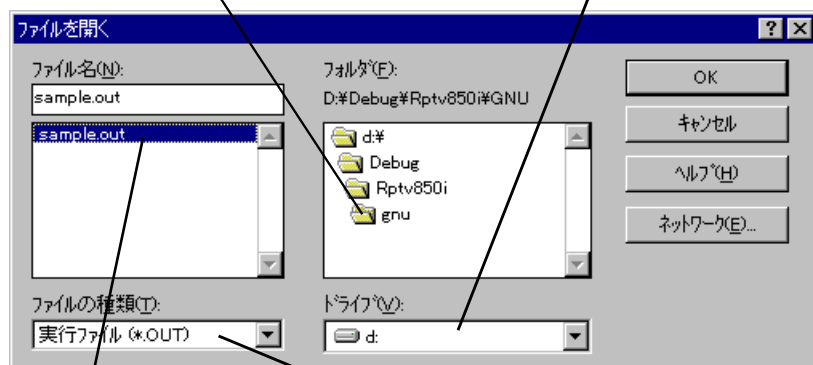 ファイルを開く
ﾌｧｲﾙ名(N):
sample.out
sample.out
ﾌｧｲﾙの種類(T):
実行ﾌｧｲﾙ (*.OUT)
ﾌｫﾙﾀﾞ(F):
D:¥Debug¥Rptv850i¥GNU
d:¥
Debug
Rptv850i
gnu
ﾄﾞﾗｲﾌﾞ(V):
d:
OK
ｷｬﾝｾﾙ
ﾍﾙﾌﾟ(H)
ﾈｯﾄﾜｰｸ(E)...